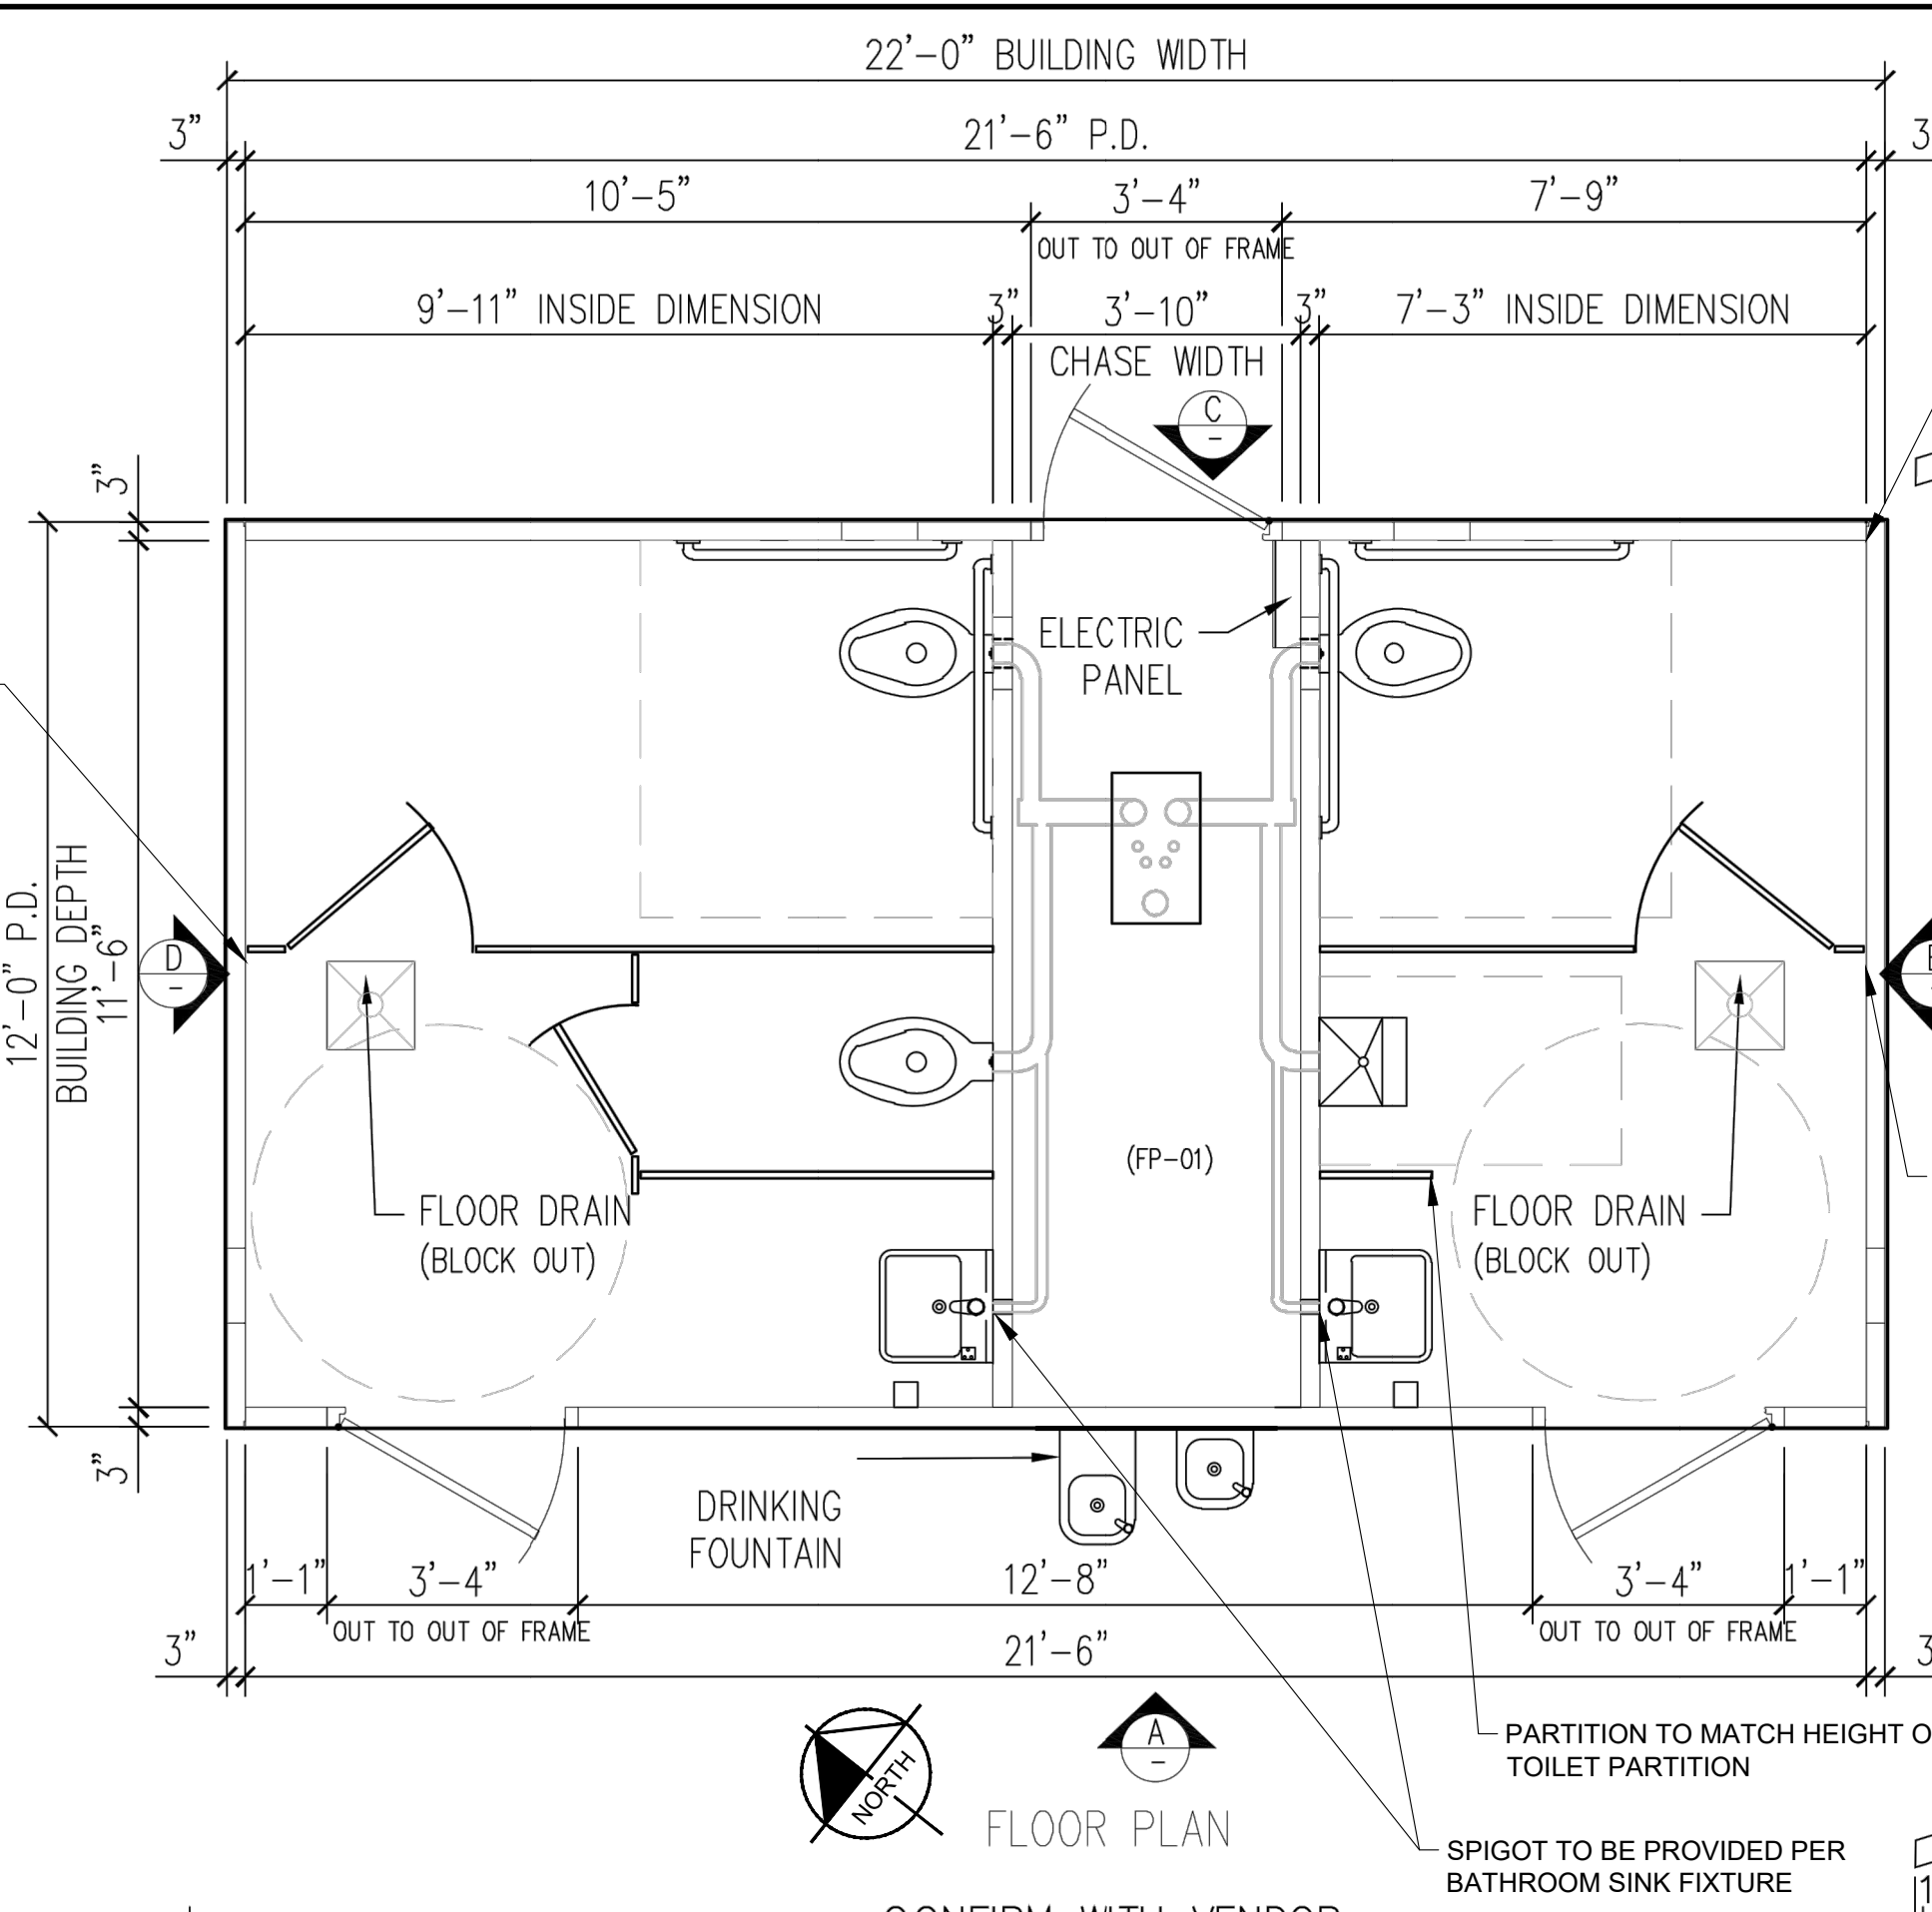 22'-0" BUILDING WIDTH
3"
21'-6" P.D.
10'-5"
3'-4"
7'-9"
OUT TO OUT OF FRAME
9'-11" INSIDE DIMENSION
3"
3'-10"
3"
7'-3" INSIDE DIMENSION
CHASE WIDTH
C
-
3"
ELECTRIC
PANEL
12'-0" P.D.
BUILDING DEPTH
11'-6"
D
-
(FP-01)
FLOOR DRAIN
(BLOCK OUT)
FLOOR DRAIN
(BLOCK OUT)
3"
DRINKING
FOUNTAIN
1'-1"
3'-4"
12'-8"
3'-4"
1'-1"
OUT TO OUT OF FRAME
OUT TO OUT OF FRAME
3"
21'-6"
NORTH
A
-
FLOOR PLAN
PARTITION TO MATCH HEIGHT O
TOILET PARTITION
SPIGOT TO BE PROVIDED PER
BATHROOM SINK FIXTURE
CONFIRM WITH VENDOR